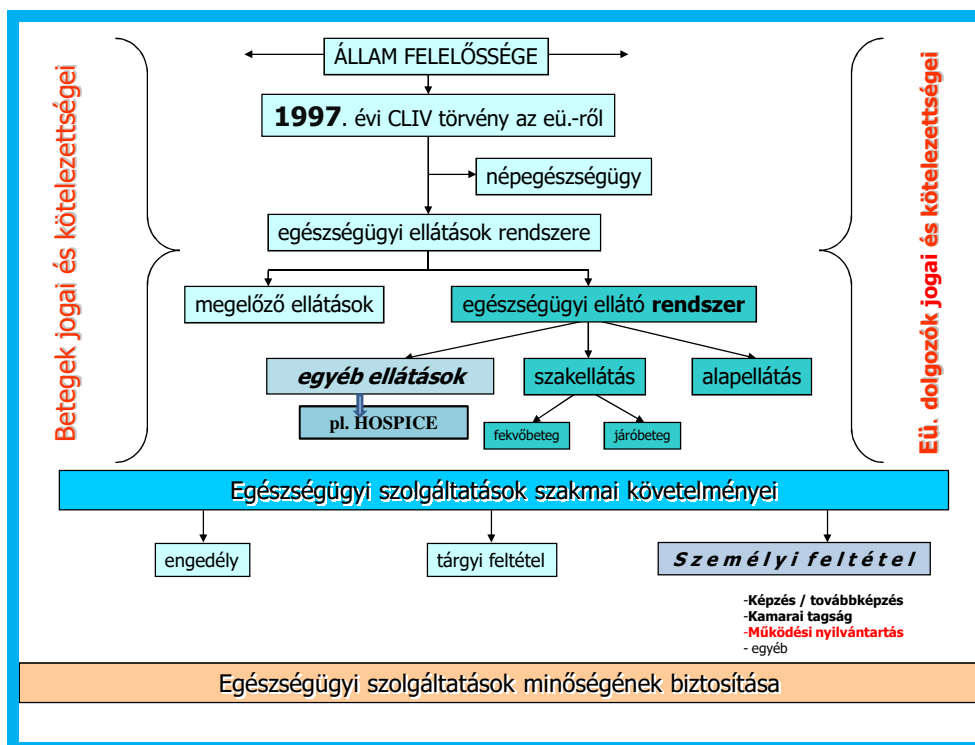 ÁLLAM FELELŐSSÉGE
1997. évi CLIV törvény az eü.-ről
népegészségügy
egészségügyi ellátások rendszere
megelőző ellátások
egészségügyi ellátó rendszer
egyéb ellátások
szakellátás
alapellátás
pl. HOSPICE
fekvőbeteg
járóbeteg
Betegek jogai és kötelezettségei
Eü. dolgozók jogai és kötelezettségei
Egészségügyi szolgáltatások szakmai követelményei
engedély
tárgyi feltétel
Személyi feltétel
-Képzés / továbbképzés
-Kamarai tagság
-Működési nyilvántartás
- egyéb
Egészségügyi szolgáltatások minőségének biztosítása